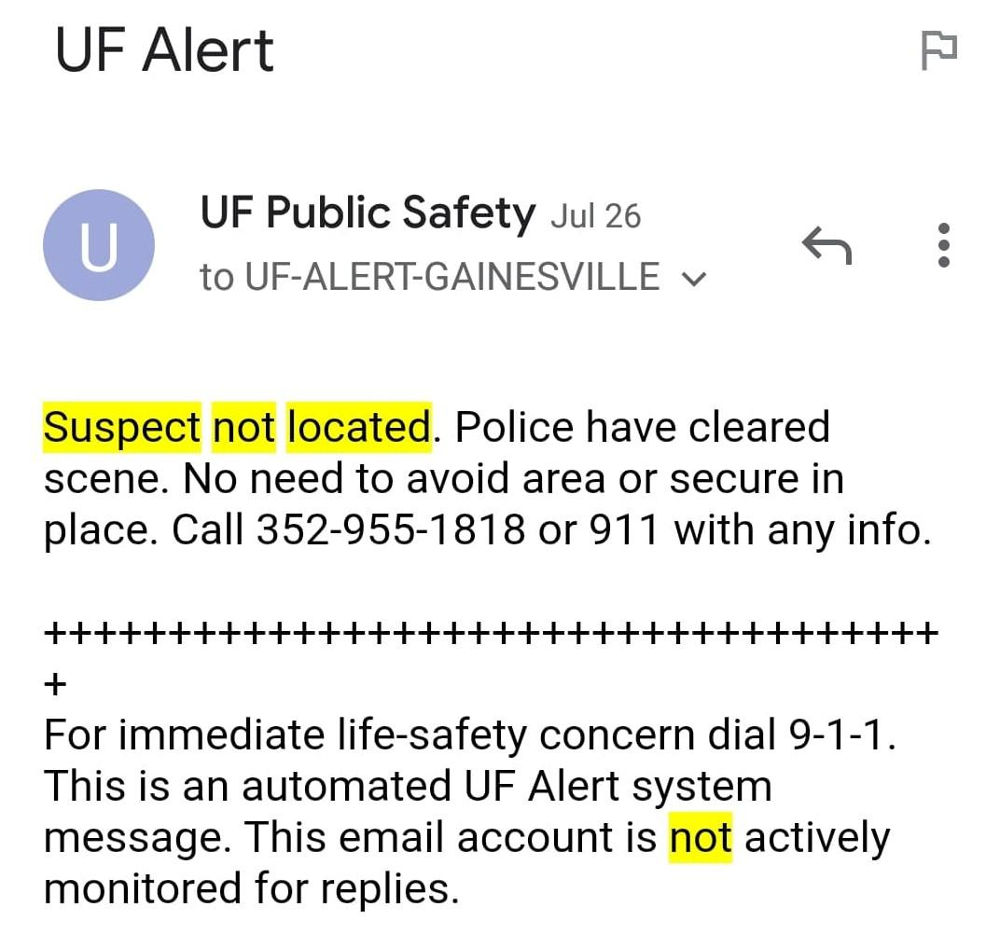 UF Alert
U
UF Public Safety Jul 26
to UF-ALERT-GAINESVILLE
Suspect not located. Police have cleared
scene. No need to avoid area or secure in
place. Call 352-955-1818 or 911 with any info.
++++++++++++++++++++++++++++++++++++
+
For immediate life-safety concern dial 9-1-1.
This is an automated UF Alert system
message. This email account is not actively
monitored for replies.